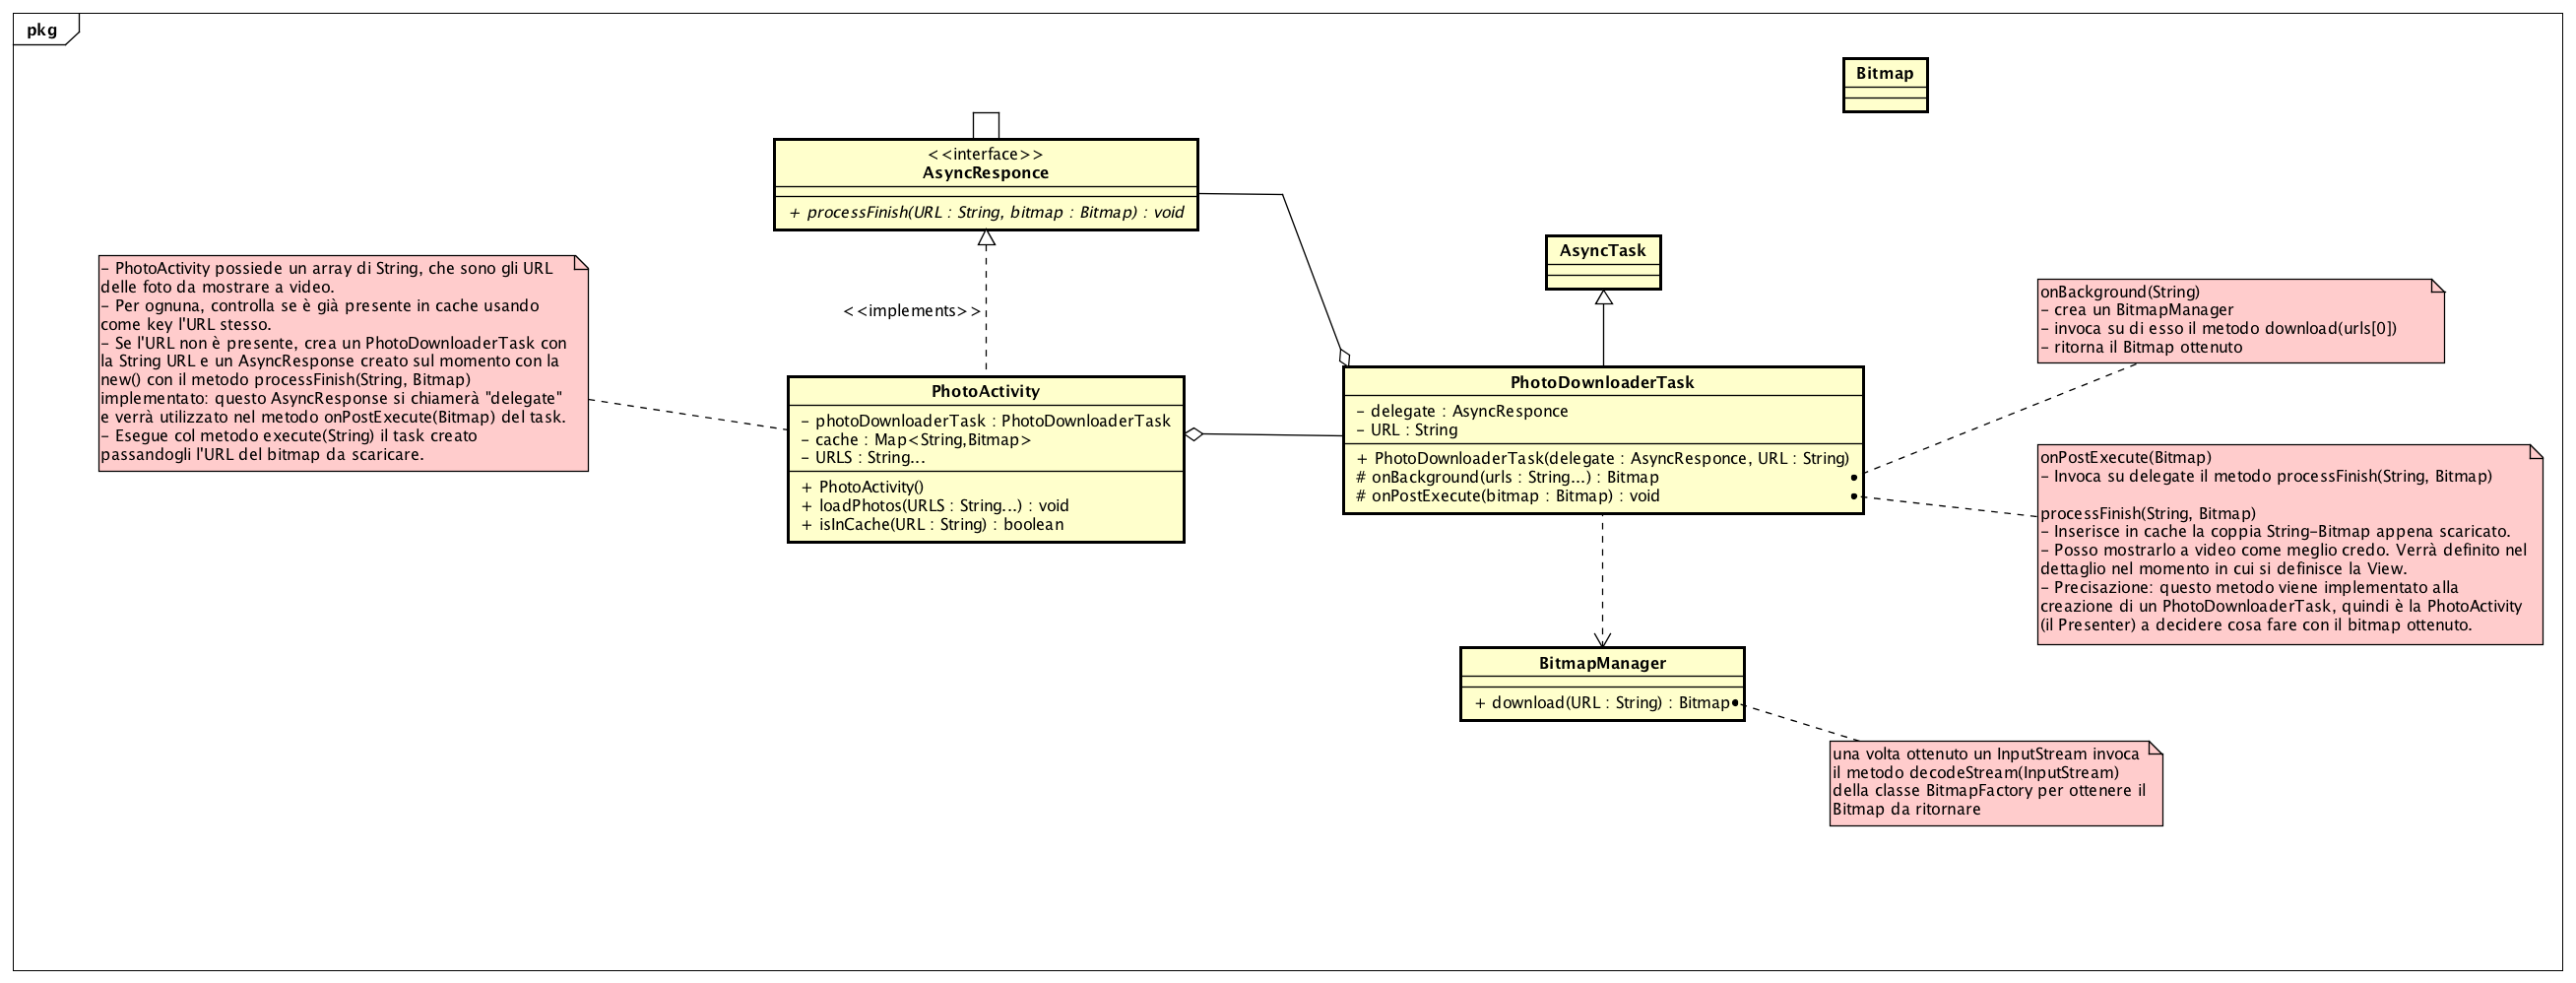 pkg
Bitmap
<<interface>>
AsyncResponce
+ processFinish(URL : String, bitmap : Bitmap) : void
<<implements>>
- PhotoActivity possiede un array di String, che sono gli URL
delle foto da mostrare a video.
- Per ognuna, controlla se è già presente in cache usando
come key l'URL stesso.
- Se l'URL non è presente, crea un PhotoDownloaderTask con
la String URL e un AsyncResponse creato sul momento con la
new() con il metodo processFinish(String, Bitmap)
implementato: questo AsyncResponse si chiamerà "delegate"
e verrà utilizzato nel metodo onPostExecute(Bitmap) del task.
- Esegue col metodo execute(String) il task creato
passandogli l'URL del bitmap da scaricare.
PhotoActivity
- photoDownloaderTask : PhotoDownloaderTask
- cache : Map<String,Bitmap>
- URLS : String...
+ PhotoActivity()
+ loadPhotos(URLS : String...) : void
+ isInCache(URL : String) : boolean
AsyncTask
PhotoDownloaderTask
- delegate : AsyncResponce
- URL : String
+ PhotoDownloaderTask(delegate : AsyncResponce, URL : String)
# onBackground(urls : String...) : Bitmap
# onPostExecute(bitmap : Bitmap) : void
onBackground(String)
- crea un BitmapManager
- invoca su di esso il metodo download(urls[0])
- ritorna il Bitmap ottenuto
onPostExecute(Bitmap)
- Invoca su delegate il metodo processFinish(String, Bitmap)
processFinish(String, Bitmap)
- Inserisce in cache la coppia String-Bitmap appena scaricato.
- Posso mostrarlo a video come meglio credo. Verrà definito nel
dettaglio nel momento in cui si definisce la View.
- Precisazione: questo metodo viene implementato alla
creazione di un PhotoDownloaderTask, quindi è la PhotoActivity
(il Presenter) a decidere cosa fare con il bitmap ottenuto.
BitmapManager
+ download(URL : String) : Bitmap
una volta ottenuto un InputStream invoca
il metodo decodeStream(InputStream)
della classe BitmapFactory per ottenere il
Bitmap da ritornare